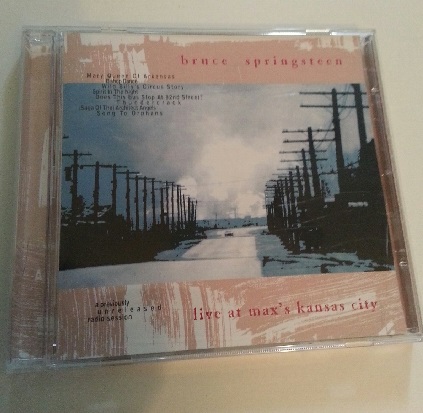 bruce springsteen
Mary Queen Of Arkansas
Bishop Danced
Wild Billy's Circus Story
Spirit In The Night
Does This Bus Stop At 82nd Street?
Thundercrack
Song To Orphans
a previously
unreleased
radio session
live at max's kansas city